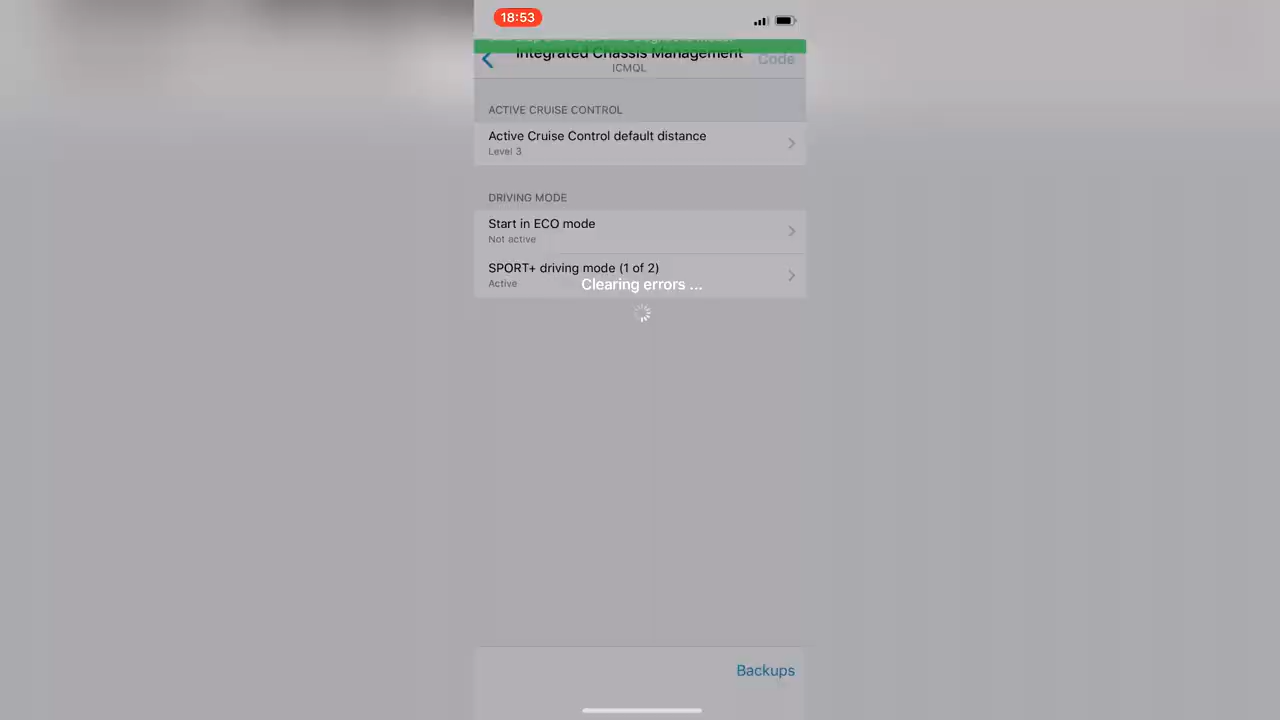 18:53
Integrated Chassis Management
Code
ICMQL
ACTIVE CRUISE CONTROL
Active Cruise Control default distance
Level 3
DRIVING MODE
Start in ECO mode
Not active
SPORT+ driving mode (1 of 2)
Active
Clearing errors ...
Backups